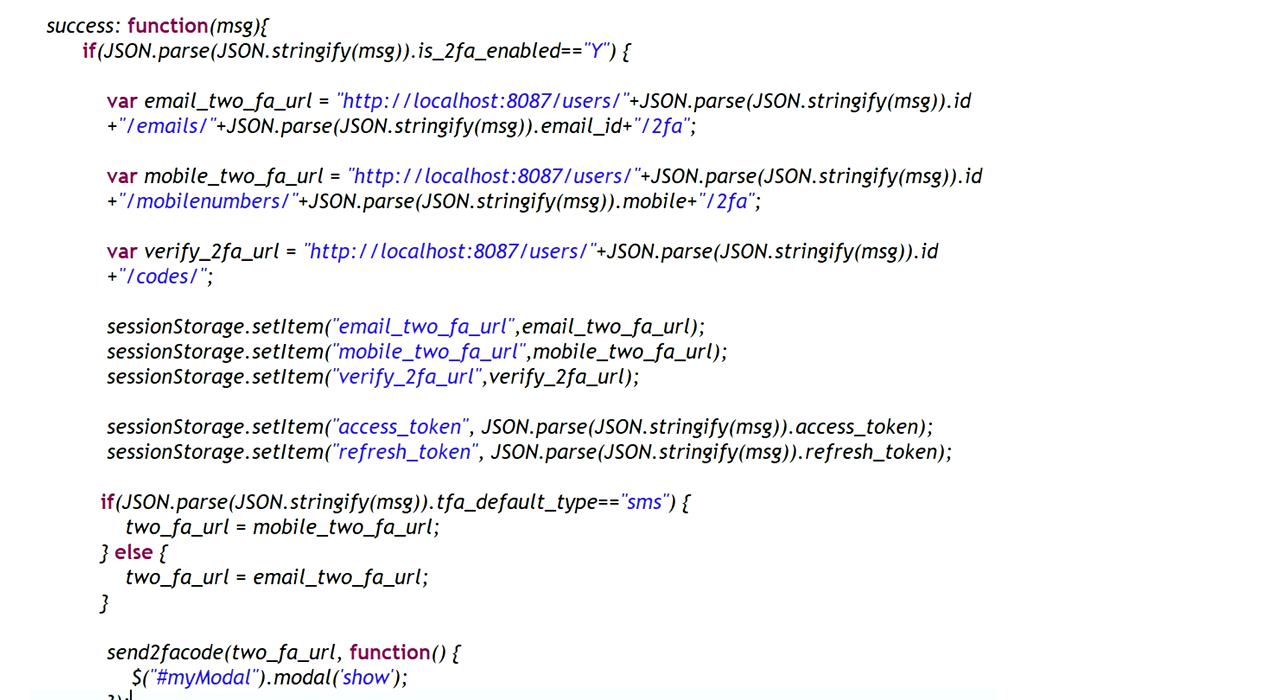 success: function(msg){
if(JSON.parse(JSON.stringify(msg)).is_2fa_enabled=="Y") {
var email_two_fa_url = "http://localhost:8087/users/"+JSON.parse(JSON.stringify(msg)).id
+"/emails/"+JSON.parse(JSON.stringify(msg)).email_id+"/2fa";
var mobile_two_fa_url = "http://localhost:8087/users/"+JSON.parse(JSON.stringify(msg)).id
+"/mobilenumbers/"+JSON.parse(JSON.stringify(msg)).mobile+"/2fa";
var verify_2fa_url = "http://localhost:8087/users/"+JSON.parse(JSON.stringify(msg)).id
+"/codes/";
sessionStorage.setItem("email_two_fa_url",email_two_fa_url);
sessionStorage.setItem("mobile_two_fa_url",mobile_two_fa_url);
sessionStorage.setItem("verify_2fa_url",verify_2fa_url);
sessionStorage.setItem("access_token", JSON.parse(JSON.stringify(msg)).access_token);
sessionStorage.setItem("refresh_token", JSON.parse(JSON.stringify(msg)).refresh_token);
if(JSON.parse(JSON.stringify(msg)).tfa_default_type=="sms") {
two_fa_url = mobile_two_fa_url;
} else {
two_fa_url = email_two_fa_url;
}
send2facode(two_fa_url, function() {
$("#myModal").modal('show');